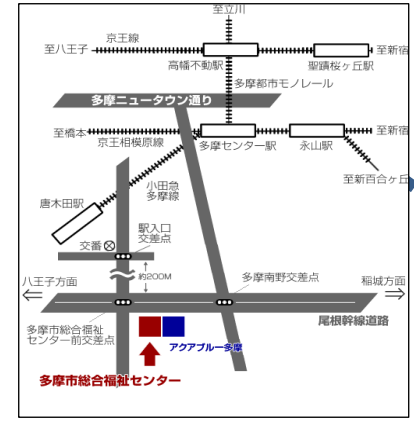 至立川
京王線
至八王子
至新宿
高幡不動駅
聖蹟桜ヶ丘駅
多摩都市モノレール
多摩ニュータウン通り
至橋本
至新宿
京王相模原線
多摩センター駅
永山駅
小田急
多摩線
至新百合ヶ丘
唐木田駅
駅入口
交差点
交番
約200M
八王子方面
多摩南野交差点
稲城方面
尾根幹線道路
多摩市総合福祉
センター前交差点
アクアブルー多摩
多摩市総合福祉センター